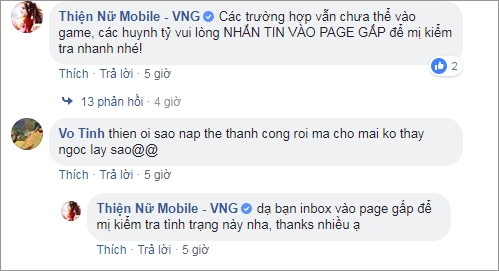 Thiện Nữ Mobile - VNG Các trường hợp vẫn chưa thể vào
game, các huynh tỷ vui lòng NHẮN TIN VÀO PAGE GẤP để mị kiểm
tra nhanh nhé!
2
Thích · Trả lời · 5 giờ
13 phản hồi · 4 giờ
Vo Tinh thien oi sao nap the thanh cong roi ma cho mai ko thay
ngoc lay sao@@
Thích · Trả lời · 5 giờ
Thiện Nữ Mobile - VNG dạ bạn inbox vào page gấp để
mị kiểm tra tình trạng này nha, thanks nhiều ạ
Thích · Trả lời · 5 giờ